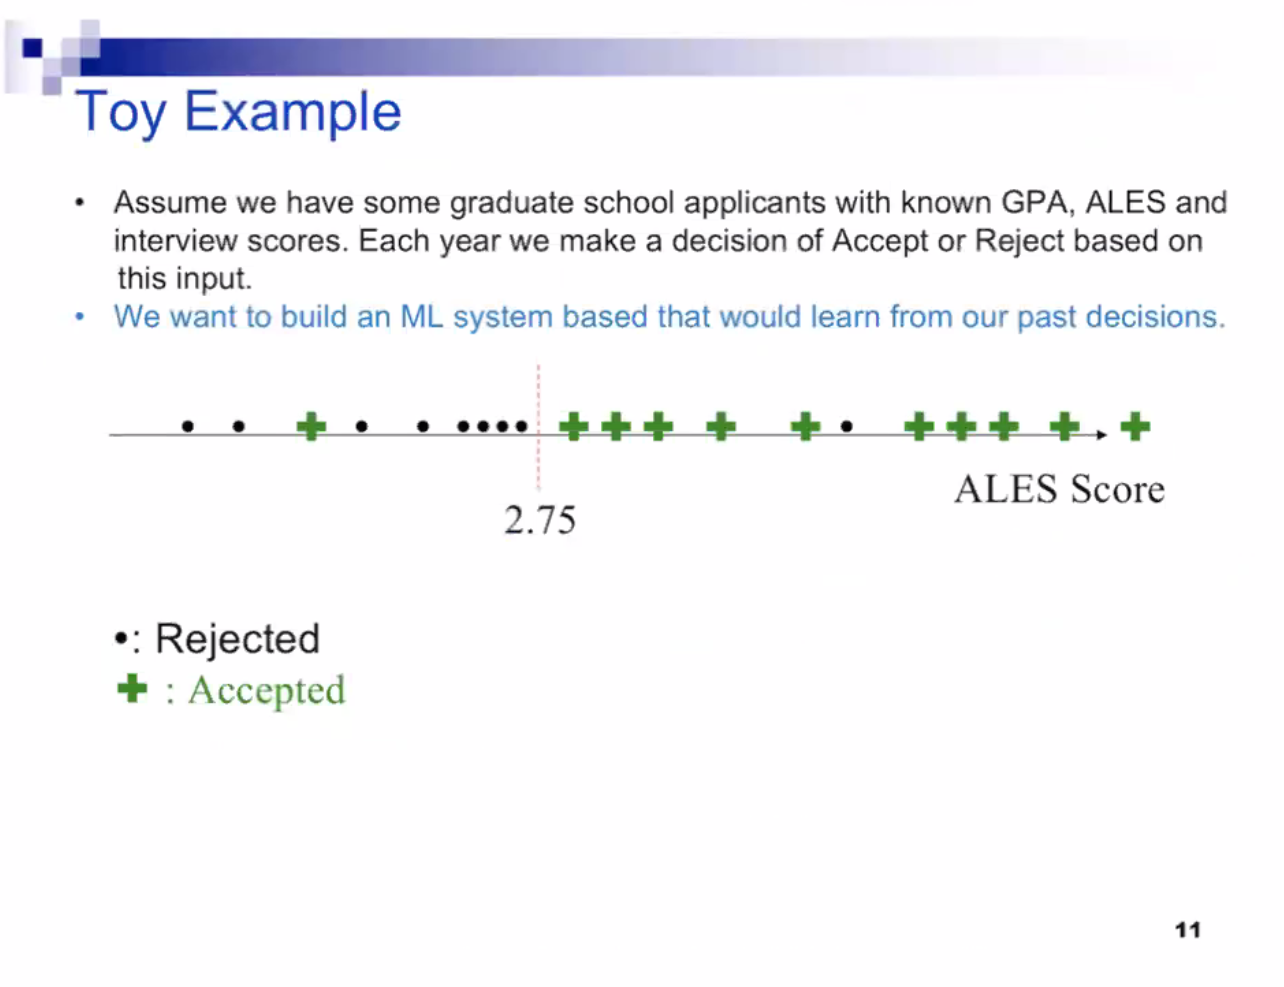 Toy Example
• Assume we have some graduate school applicants with known GPA, ALES and
interview scores. Each year we make a decision of Accept or Reject based on
this input.
• We want to build an ML system based that would learn from our past decisions.
ALES Score
2.75
•: Rejected
✚ : Accepted
11